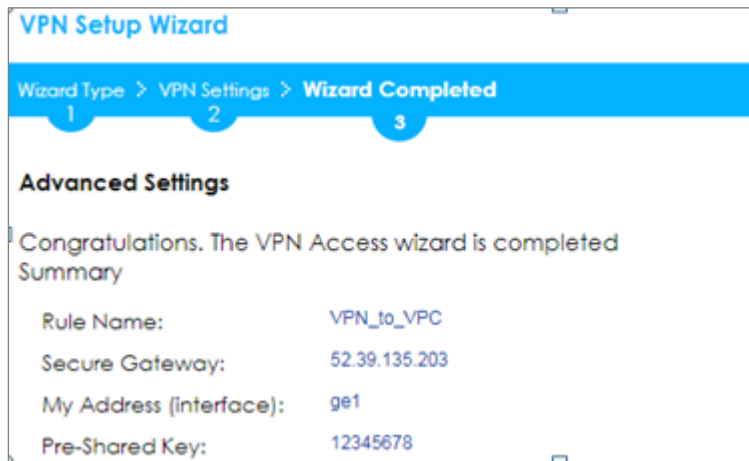 VPN Setup Wizard
Wizard Type > VPN Settings > Wizard Completed
1 2 3
Advanced Settings
Congratulations. The VPN Access wizard is completed
Summary
Rule Name: VPN_to_VPC
Secure Gateway: 52.39.135.203
My Address (interface): ge1
Pre-Shared Key: 12345678